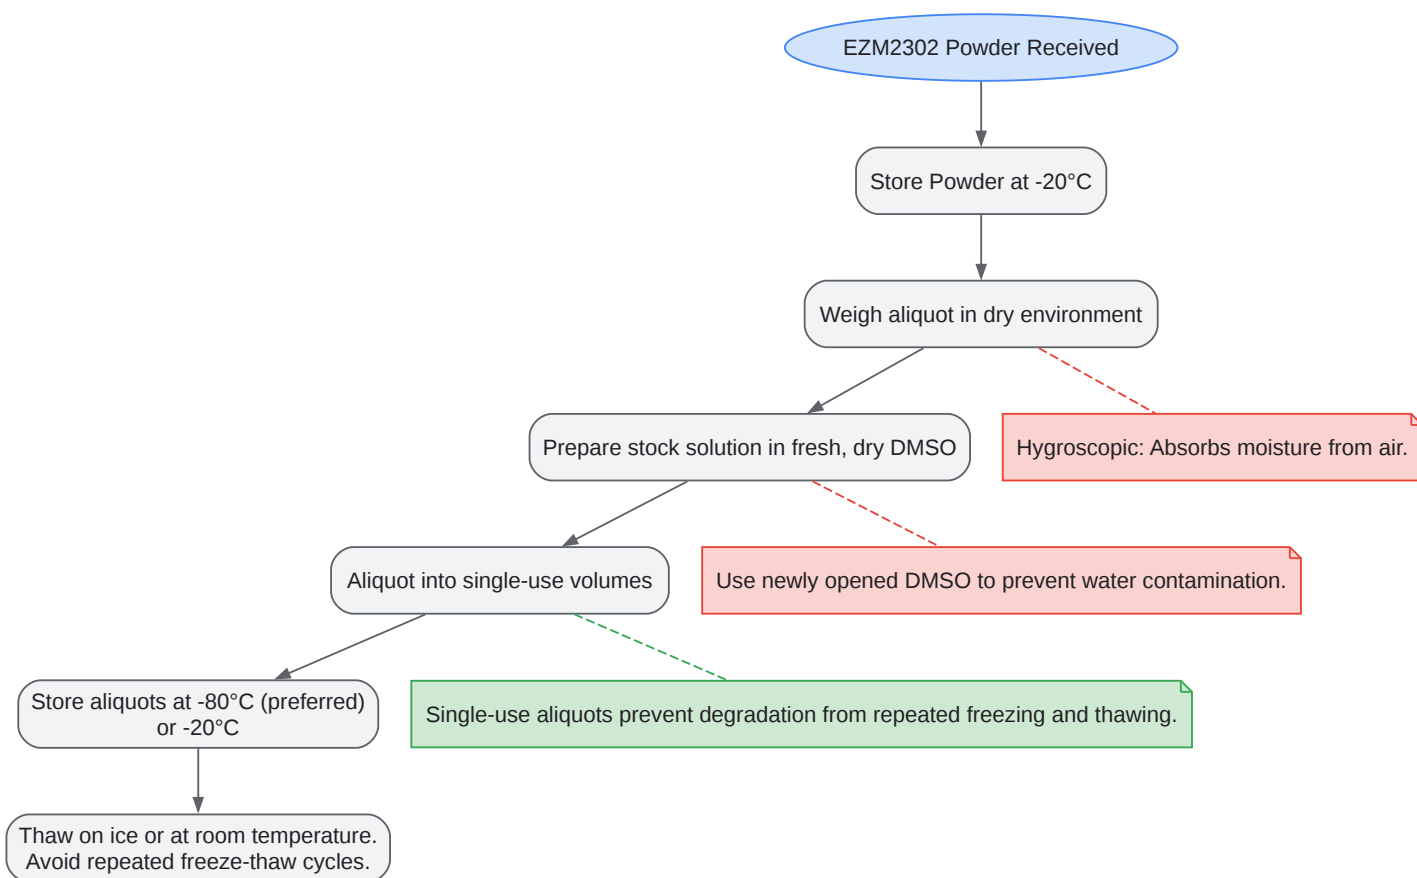 EZM2302 Powder Received
Store Powder at -20°C
Weigh aliquot in dry environment
Prepare stock solution in fresh, dry DMSO
Hygroscopic: Absorbs moisture from air.
Aliquot into single-use volumes
Use newly opened DMSO to prevent water contamination.
Store aliquots at -80°C (preferred)
or -20°C
Single-use aliquots prevent degradation from repeated freezing and thawing.
Thaw on ice or at room temperature.
Avoid repeated freeze-thaw cycles.